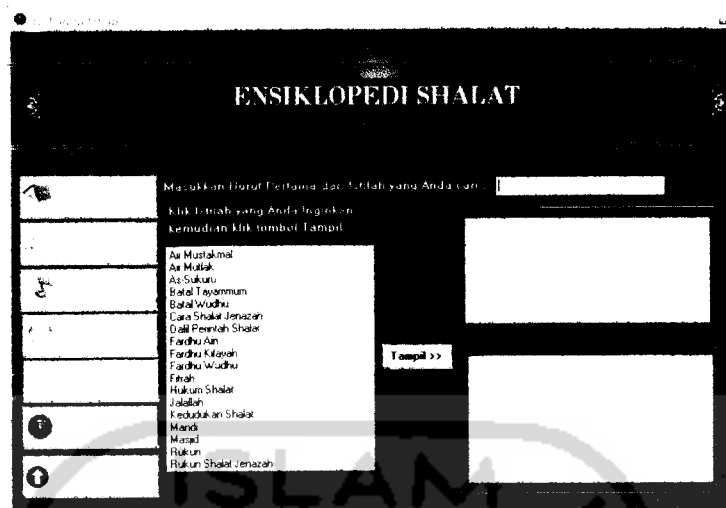 ENSIKLOPEDI SHALAT
Masukkan Huruf Pertama dari Istilah yang Anda cari :
Klik Istilah yang Anda Inginkan
kemudian klik tombol Tampil
Air Mustakmal
Air Mutlak
As-Sukuru
Batal Tayammum
Batal Wudhu
Cara Shalat Jenazah
Dalil Perintah Shalat
Fardhu Ain
Fardhu Kifayah
Fardhu Wudhu
Fitrah
Hukum Shalat
Jalallah
Kedudukan Shalat
Mandi
Masjid
Rukun
Rukun Shalat Jenazah
Tampil >>
ISLAM